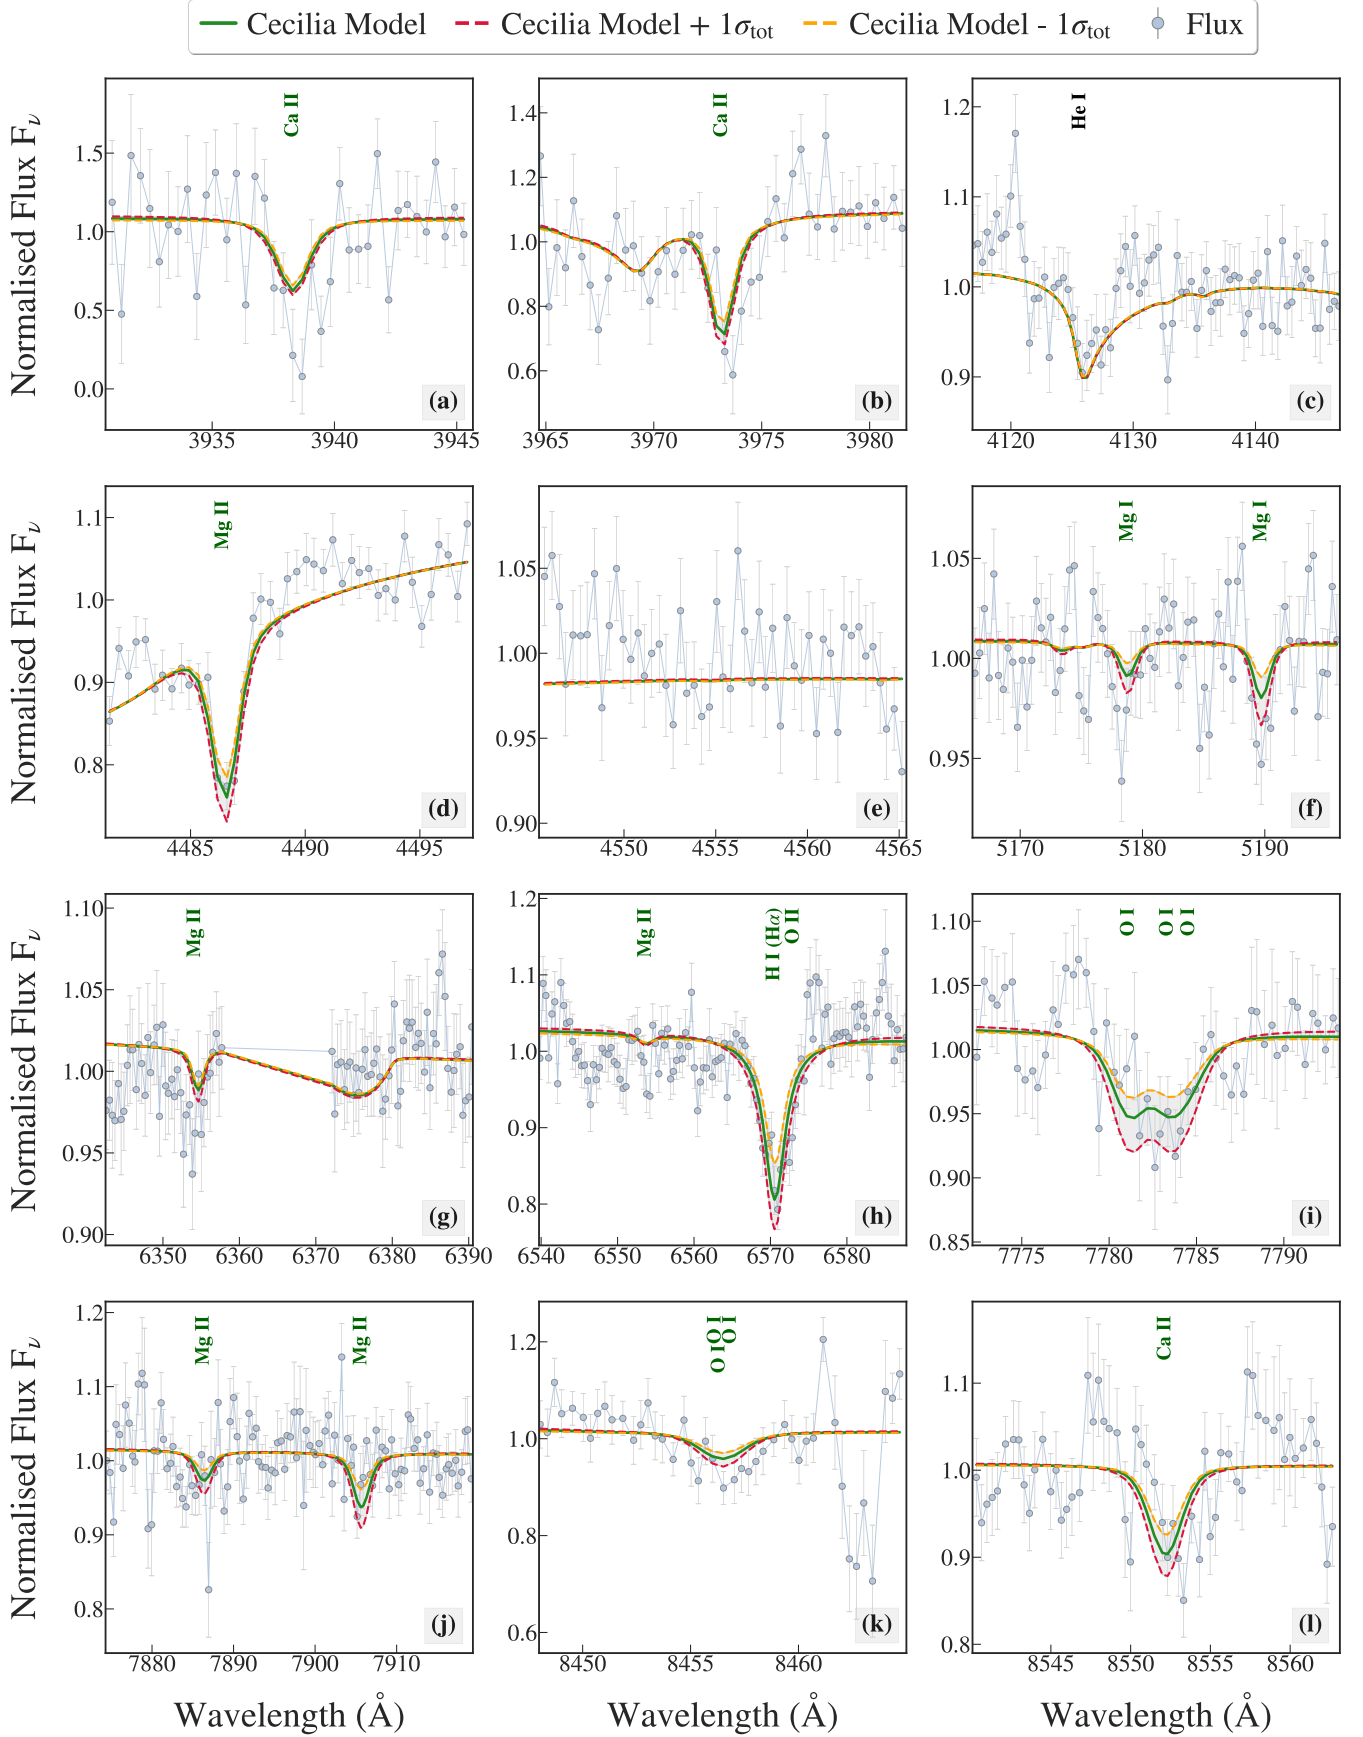 Cecilia Model
Cecilia Model + 1σtot
Cecilia Model - 1σtot
Flux
Normalised Flux Fν
1.5
1.0
0.5
0.0
Ca II
(a)
3935
3940
3945
1.4
1.2
1.0
0.8
0.6
Ca II
(b)
3965
3970
3975
3980
1.2
1.1
1.0
0.9
He I
(c)
4120
4130
4140
Normalised Flux Fν
1.1
1.0
0.9
0.8
Mg II
(d)
4485
4490
4495
1.05
1.00
0.95
0.90
(e)
4550
4555
4560
4565
1.05
1.00
0.95
Mg I
Mg I
(f)
5170
5180
5190
Normalised Flux Fν
1.10
1.05
1.00
0.95
0.90
Mg II
(g)
6350
6360
6370
6380
6390
1.2
1.1
1.0
0.9
0.8
Mg II
H I (Hα)
O II
(h)
6540
6550
6560
6570
6580
1.10
1.05
1.00
0.95
0.90
0.85
O I
O I
O I
(i)
7775
7780
7785
7790
Normalised Flux Fν
1.2
1.1
1.0
0.9
0.8
Mg II
Mg II
(j)
7880
7890
7900
7910
1.2
1.0
0.8
0.6
O I
O I
O I
(k)
8450
8455
8460
1.1
1.0
0.9
0.8
Ca II
(l)
8545
8550
8555
8560
Wavelength (Å)
Wavelength (Å)
Wavelength (Å)